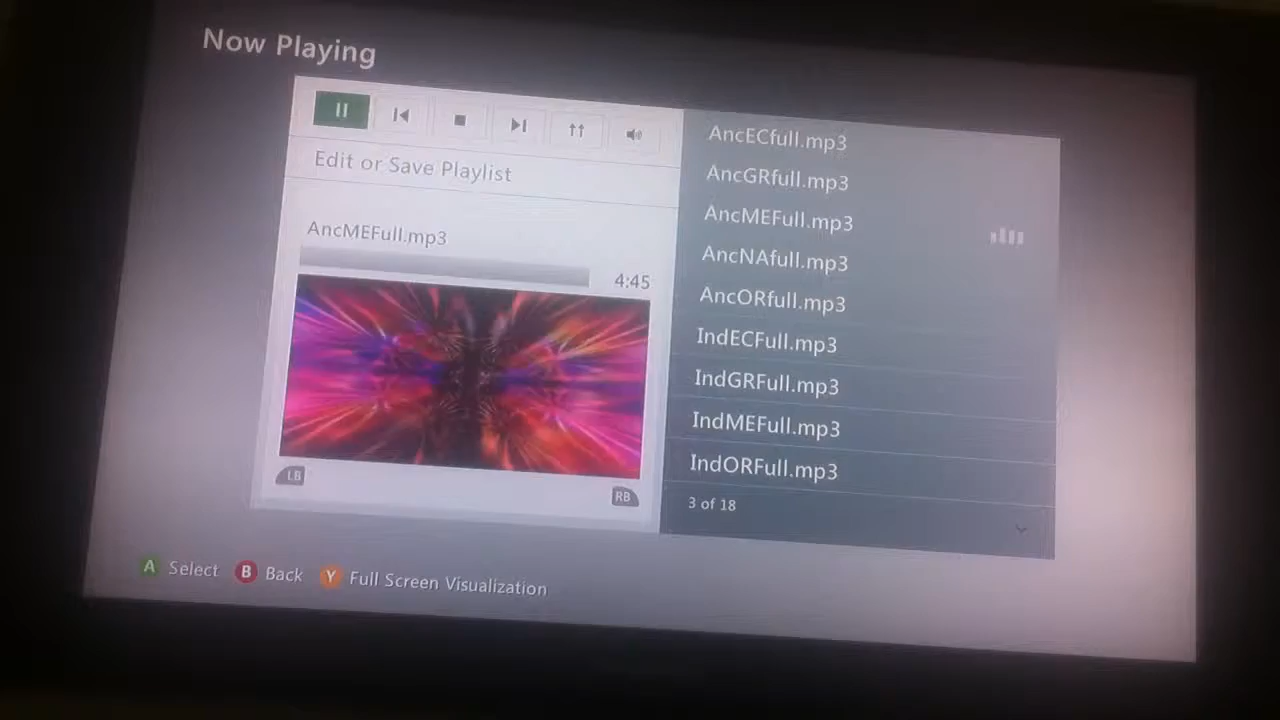 Now Playing
Edit or Save Playlist
AncMEFull.mp3
4:45
LB
RB
AncECfull.mp3
AncGRfull.mp3
AncMEFull.mp3
AncNAfull.mp3
AncORfull.mp3
IndECFull.mp3
IndGRFull.mp3
IndMEFull.mp3
IndORFull.mp3
3 of 18
A Select B Back Y Full Screen Visualization